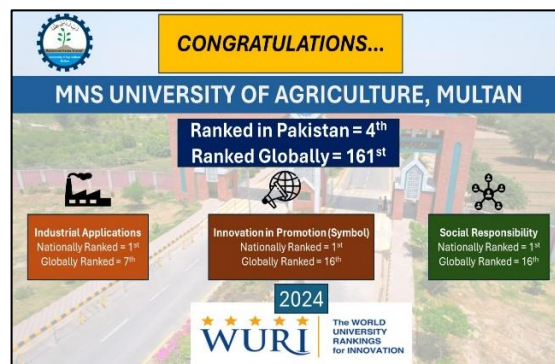 CONGRATULATIONS...
MNS UNIVERSITY OF AGRICULTURE, MULTAN
Ranked in Pakistan = 4th
Ranked Globally = 161st
Industrial Applications
Nationally Ranked = 1st
Globally Ranked = 7th
Innovation in Promotion (Symbol)
Nationally Ranked = 1st
Globally Ranked = 16th
Social Responsibility
Nationally Ranked = 1st
Globally Ranked = 16th
2024
WURI
The WORLD
UNIVERSITY
RANKINGS
for INNOVATION